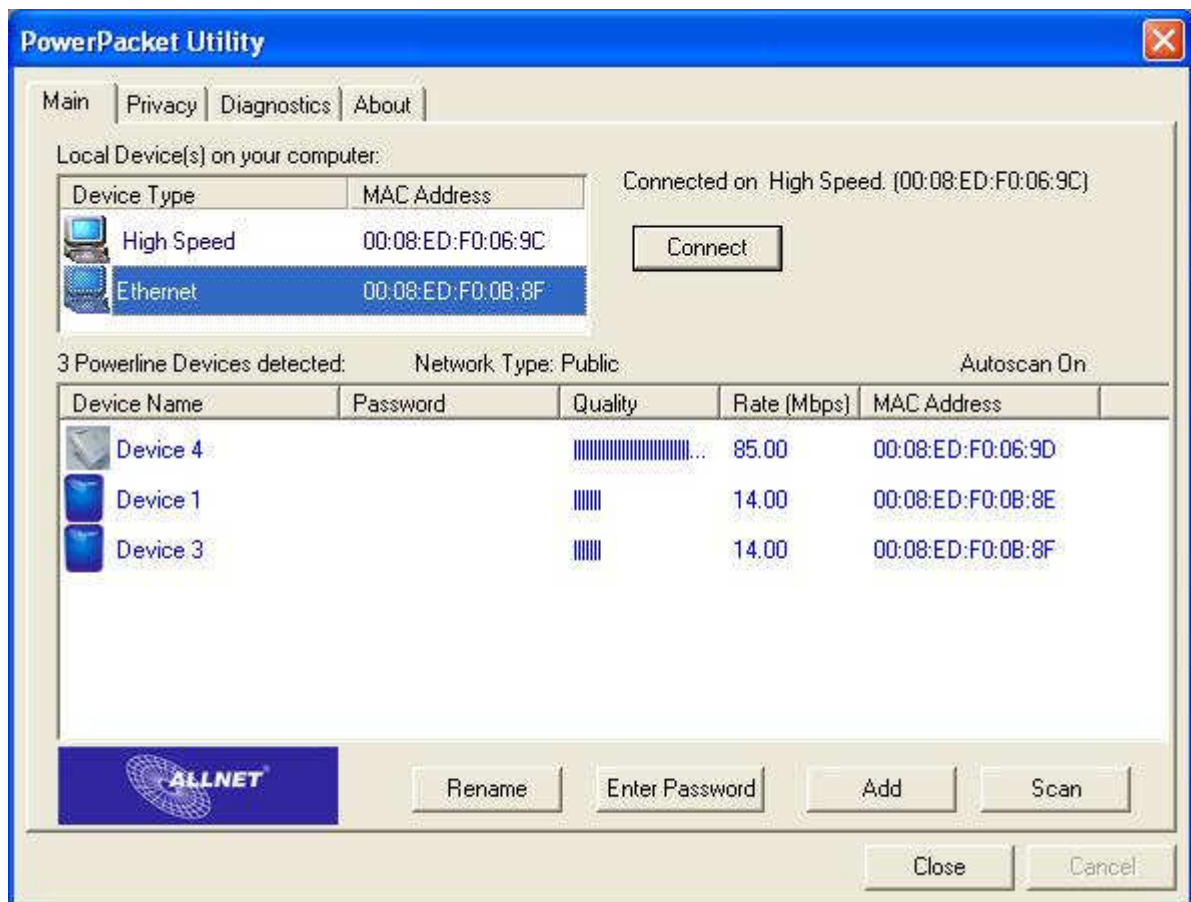 PowerPacket Utility
Main Privacy Diagnostics About
Local Device(s) on your computer:
Device Type MAC Address
High Speed 00:08:ED:F0:06:9C
Ethernet 00:08:ED:F0:0B:8F
Connected on High Speed. (00:08:ED:F0:06:9C)
Connect
3 Powerline Devices detected: Network Type: Public Autoscan On
Device Name Password Quality Rate (Mbps) MAC Address
Device 4 ... 85.00 00:08:ED:F0:06:9D
Device 1 14.00 00:08:ED:F0:0B:8E
Device 3 14.00 00:08:ED:F0:0B:8F
ALLNET
Rename Enter Password Add Scan
Close Cancel